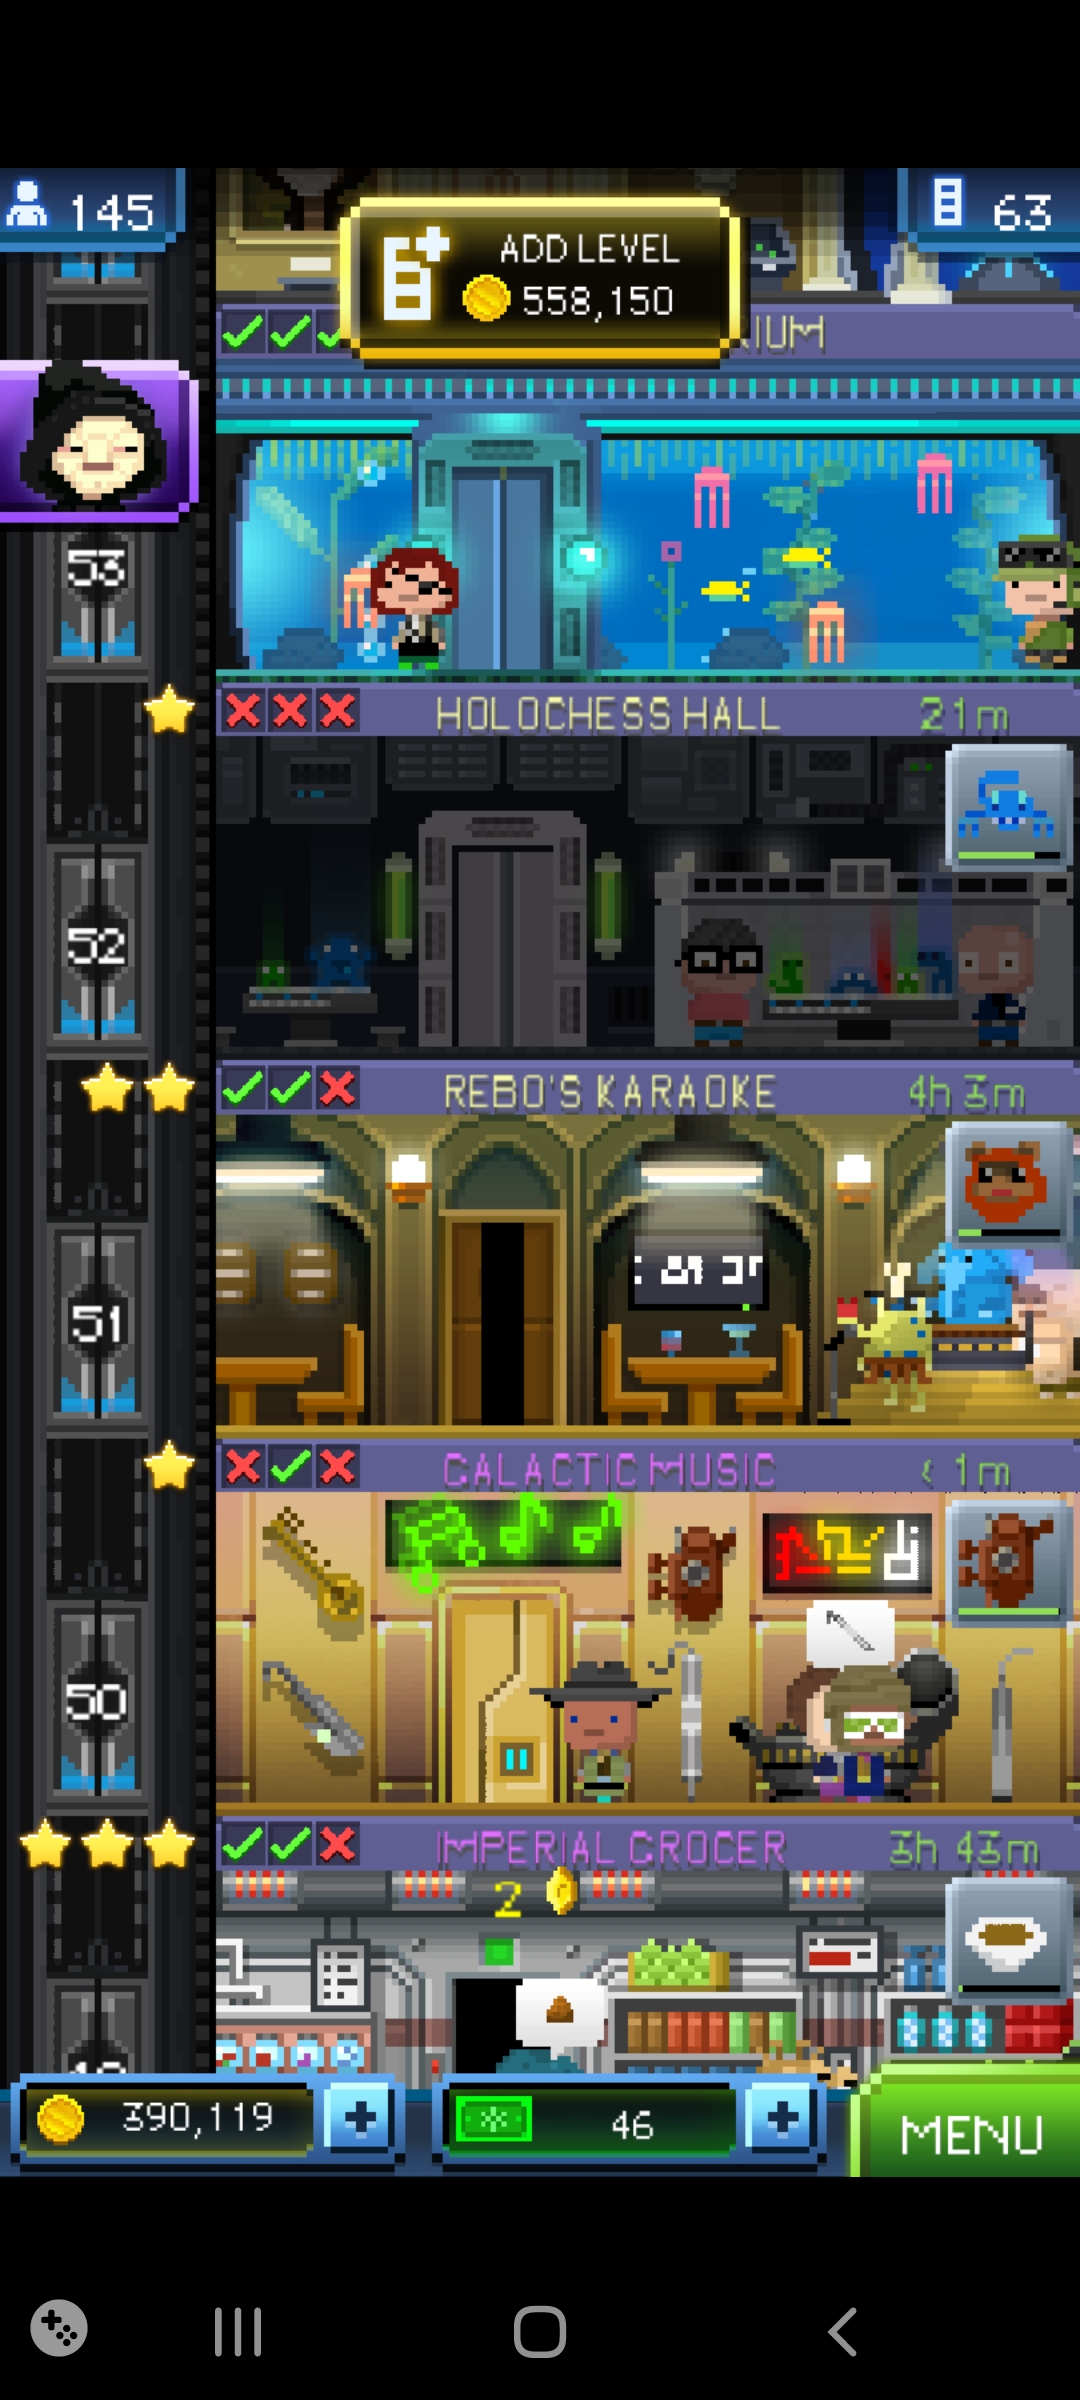 145
ADD LEVEL
558,150
63
RIUM
53
HOLOCHESS HALL
21m
52
REBO'S KARAOKE
4h 3m
51
GALACTIC MUSIC
< 1m
50
IMPERIAL GROCER
3h 43m
2
390,119
46
MENU